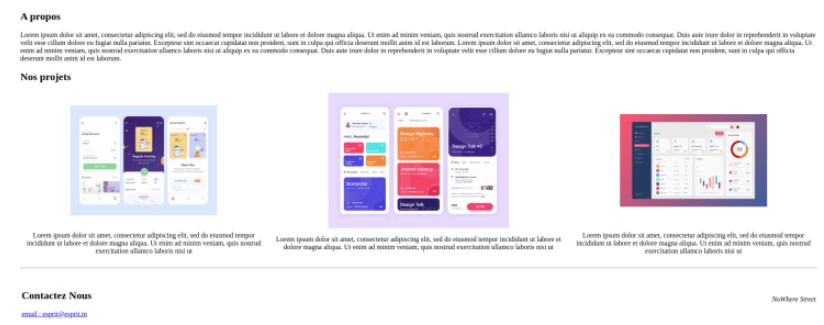 A propos
Lorem ipsum dolor sit amet, consectetur adipiscing elit, sed do eiusmod tempor incididunt ut labore et dolore magna aliqua. Ut enim ad minim veniam, quis nostrud exercitation ullamco laboris nisi ut aliquip ex ea commodo consequat. Duis aute irure dolor in reprehenderit in voluptate
velit esse cillum dolore eu fugiat nulla pariatur. Excepteur sint occaecat cupidatat non proident, sunt in culpa qui officia deserunt mollit anim id est laborum. Lorem ipsum dolor sit amet, consectetur adipiscing elit, sed do eiusmod tempor incididunt ut labore et dolore magna aliqua. Ut
enim ad minim veniam, quis nostrud exercitation ullamco laboris nisi ut aliquip ex ea commodo consequat. Duis aute irure dolor in reprehenderit in voluptate velit esse cillum dolore eu fugiat nulla pariatur. Excepteur sint occaecat cupidatat non proident, sunt in culpa qui officia
deserunt mollit anim id est laborum.
Nos projets
Design Highway
Market Meetup
Design Talk
Design Talk #2
Lorem ipsum dolor sit amet, consectetur adipiscing elit, sed do eiusmod tempor
incididunt ut labore et dolore magna aliqua. Ut enim ad minim veniam, quis nostrud
exercitation ullamco laboris nisi ut
Lorem ipsum dolor sit amet, consectetur adipiscing elit, sed do eiusmod tempor incididunt ut labore et
dolore magna aliqua. Ut enim ad minim veniam, quis nostrud exercitation ullamco laboris nisi ut
Lorem ipsum dolor sit amet, consectetur adipiscing elit, sed do eiusmod tempor
incididunt ut labore et dolore magna aliqua. Ut enim ad minim veniam, quis nostrud
exercitation ullamco laboris nisi ut
Contactez Nous
NoWhere Street
email : esprit@esprit.tn